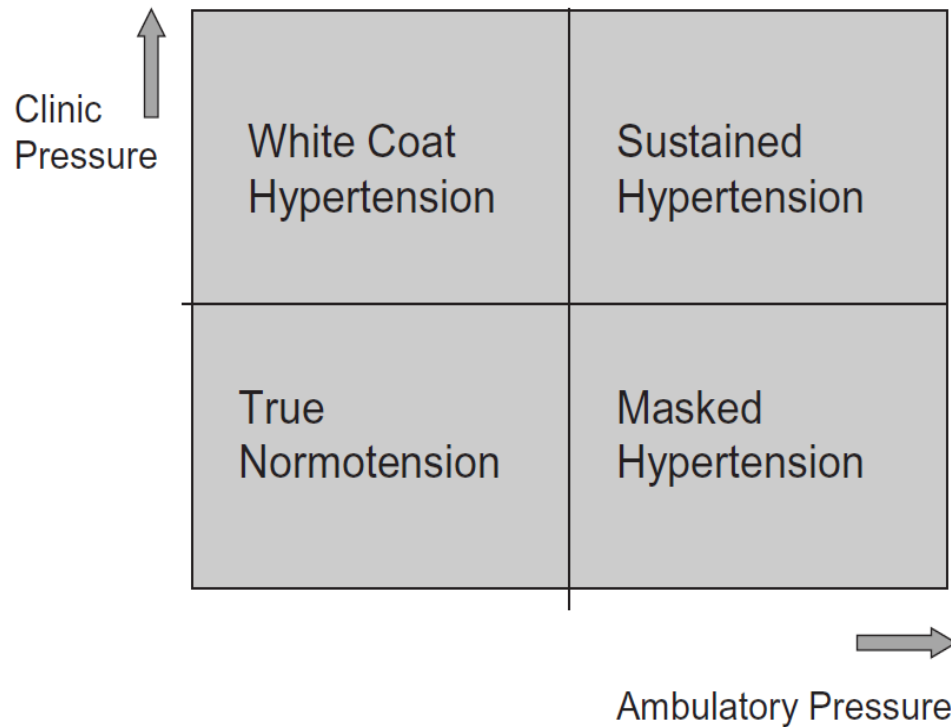 Clinic
Pressure
White Coat
Hypertension
Sustained
Hypertension
True
Normotension
Masked
Hypertension
Ambulatory Pressure